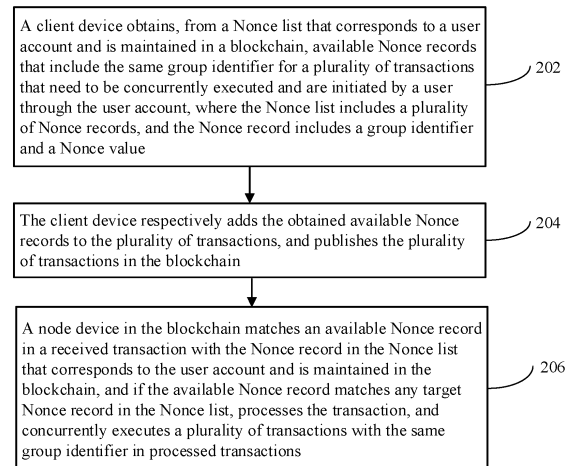 A client device obtains, from a Nonce list that corresponds to a user
account and is maintained in a blockchain, available Nonce records
that include the same group identifier for a plurality of transactions
that need to be concurrently executed and are initiated by a user
through the user account, where the Nonce list includes a plurality
of Nonce records, and the Nonce record includes a group identifier
and a Nonce value
202
The client device respectively adds the obtained available Nonce
records to the plurality of transactions, and publishes the plurality
of transactions in the blockchain
204
A node device in the blockchain matches an available Nonce record
in a received transaction with the Nonce record in the Nonce list
that corresponds to the user account and is maintained in the
blockchain, and if the available Nonce record matches any target
Nonce record in the Nonce list, processes the transaction, and
concurrently executes a plurality of transactions with the same
group identifier in processed transactions
206